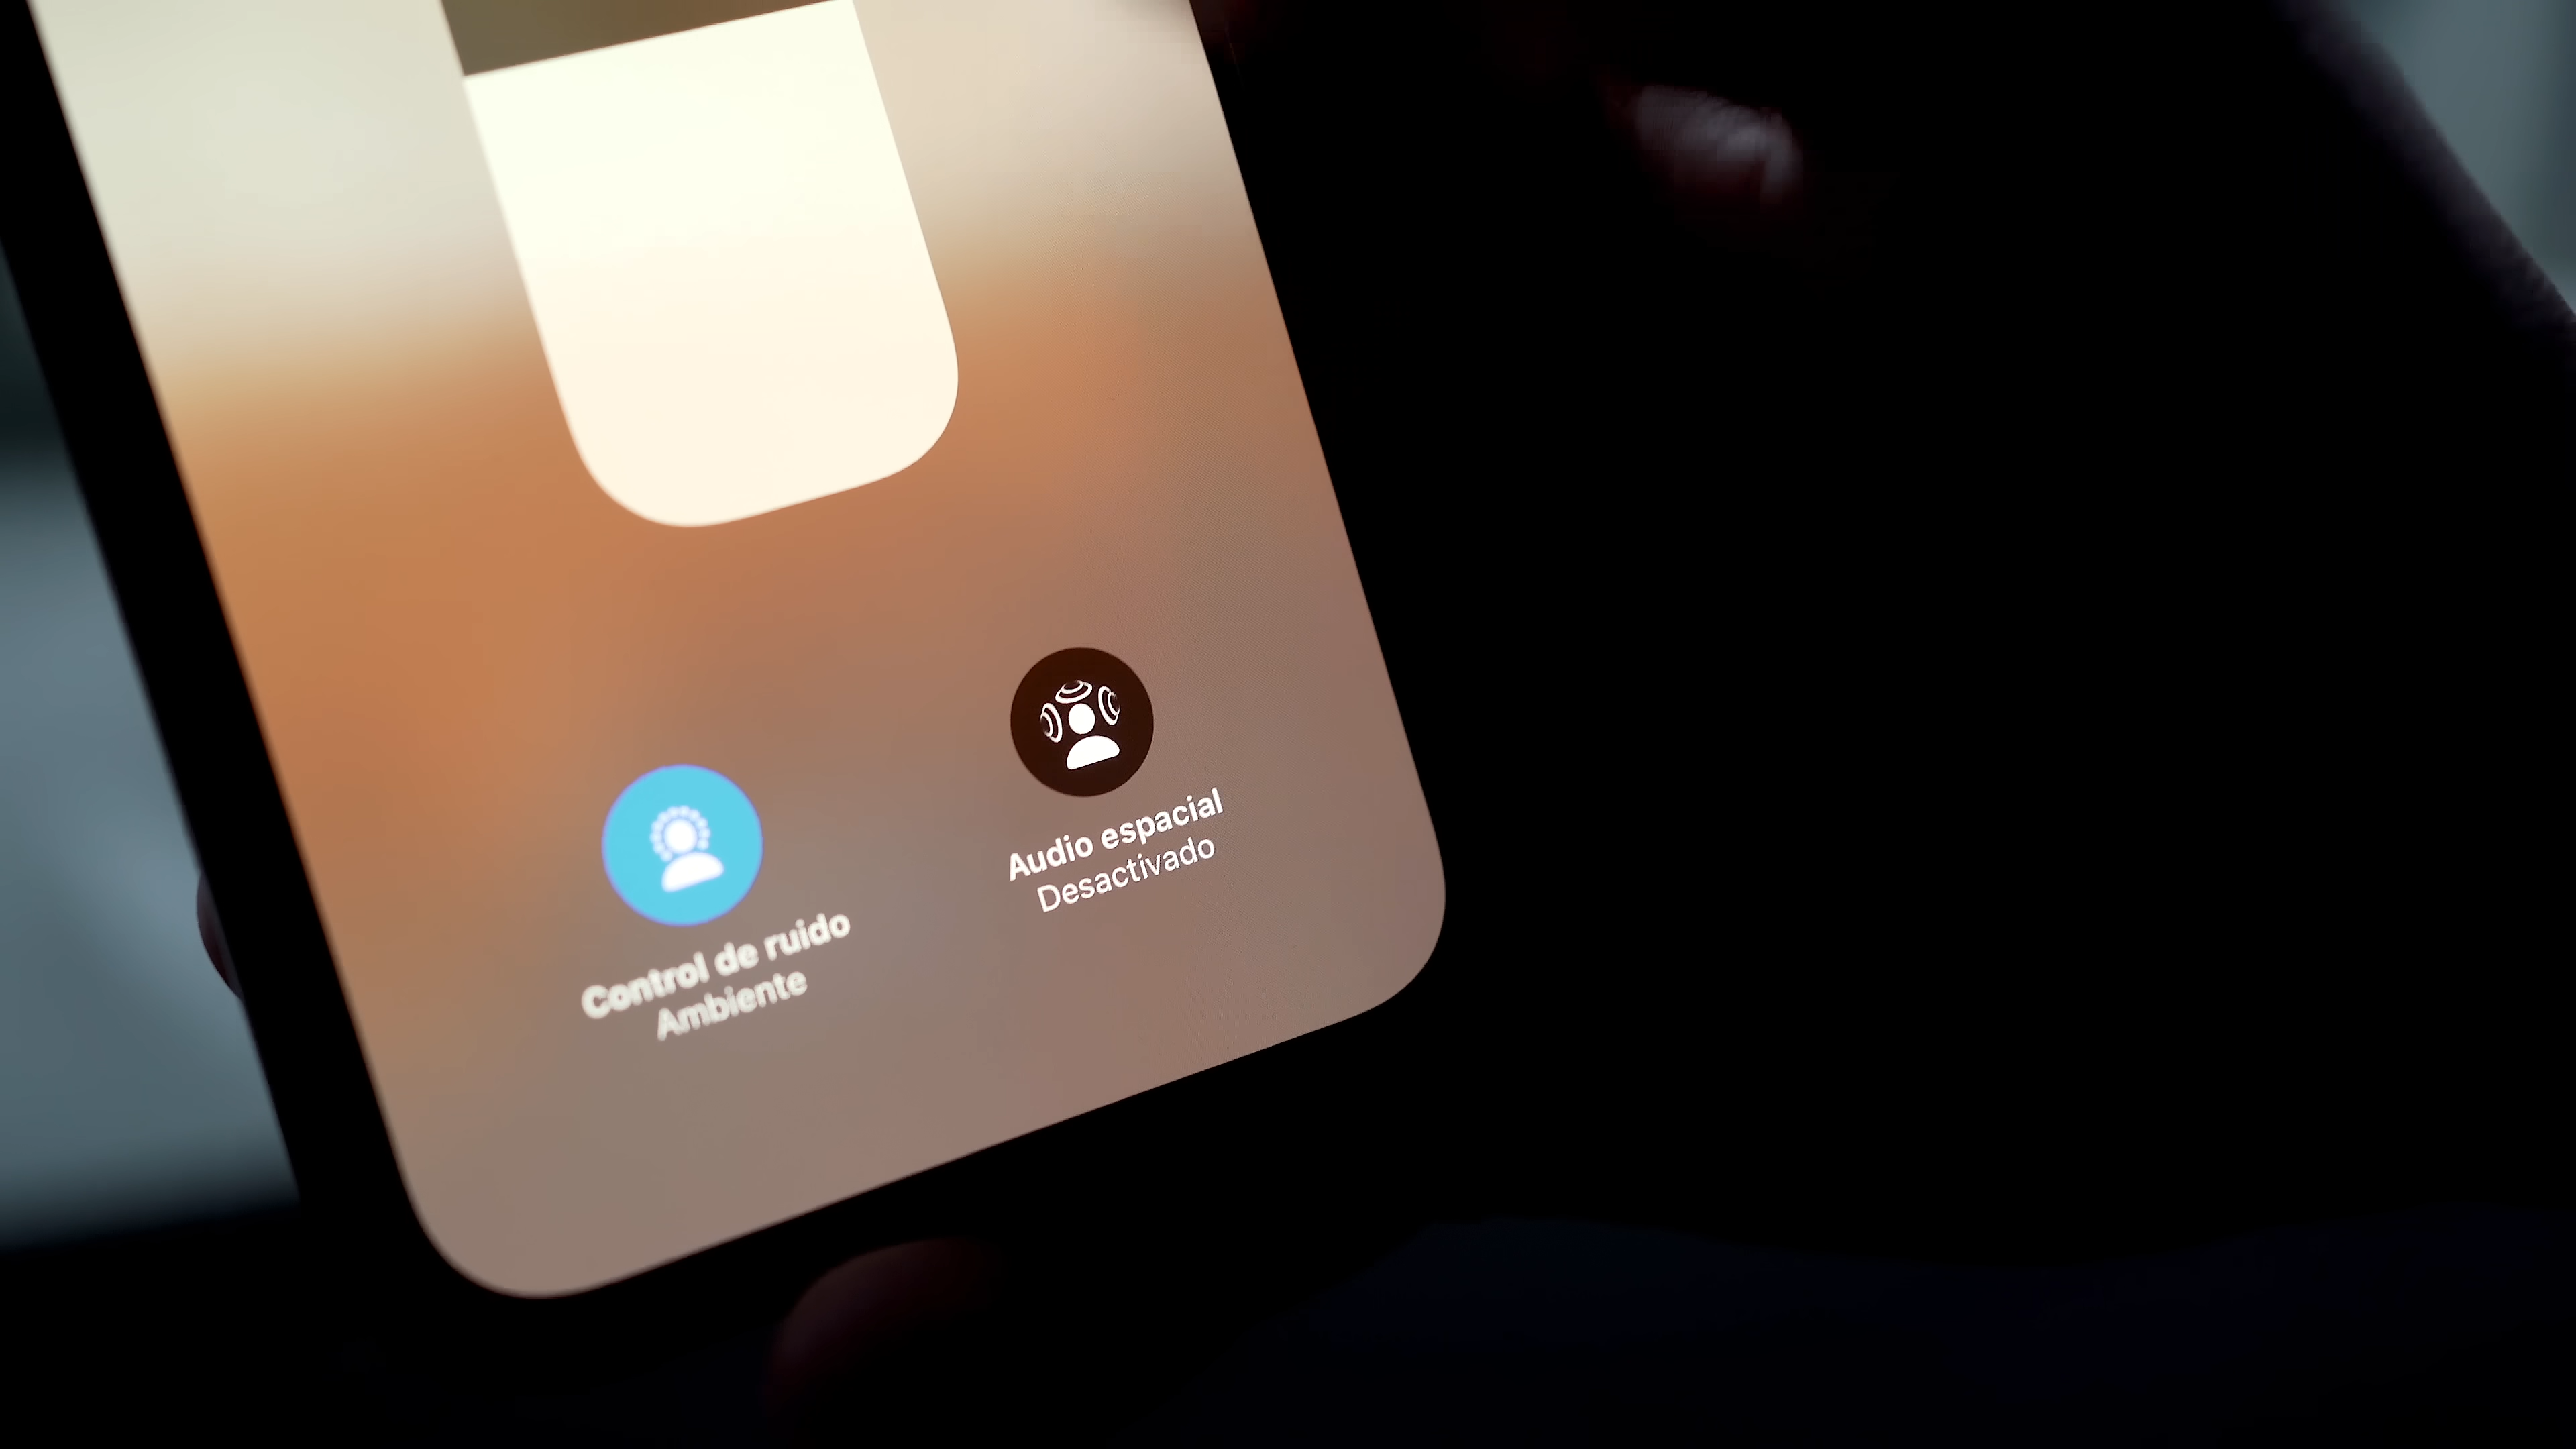 Control de ruido
Ambiente
Audio espacial
Desactivado